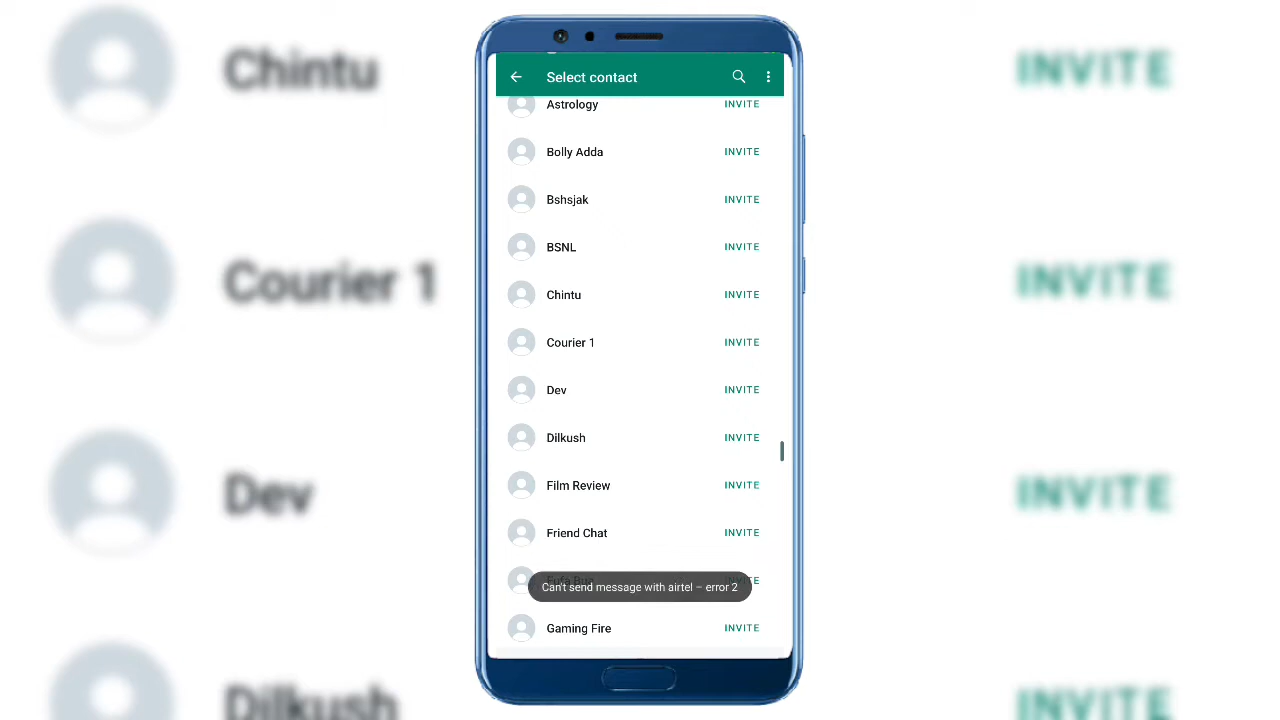 Select contact
Astrology INVITE
Bolly Adda INVITE
Bshsjak INVITE
BSNL INVITE
Chintu INVITE
Courier 1 INVITE
Dev INVITE
Dilkush INVITE
Film Review INVITE
Friend Chat INVITE
Can't send message with airtel – error 2
Gaming Fire INVITE
Chintu INVITE
Courier 1 INVITE
Dev INVITE
Dilkush INVITE